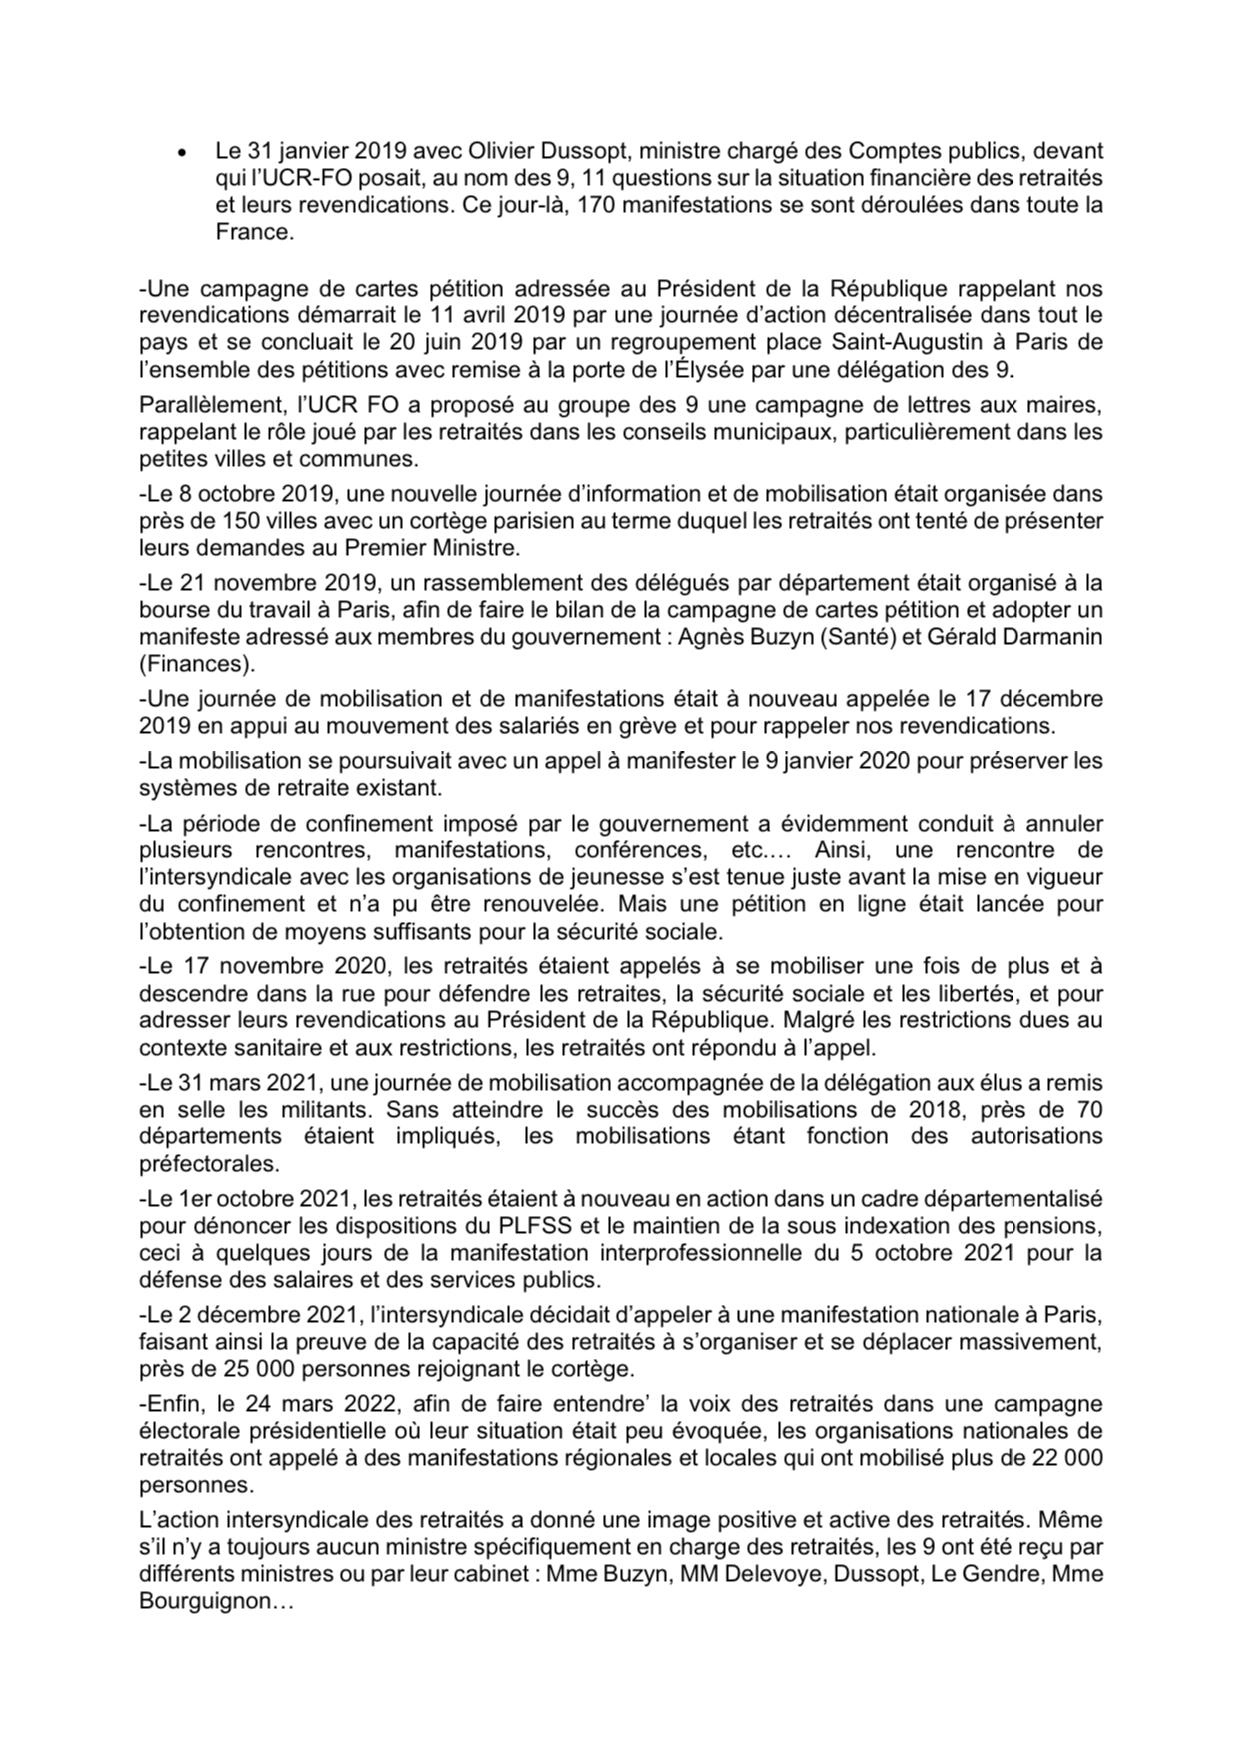 • Le 31 janvier 2019 avec Olivier Dussopt, ministre chargé des Comptes publics, devant
qui l’UCR-FO posait, au nom des 9, 11 questions sur la situation financière des retraités
et leurs revendications. Ce jour-là, 170 manifestations se sont déroulées dans toute la
France.
-Une campagne de cartes pétition adressée au Président de la République rappelant nos
revendications démarrait le 11 avril 2019 par une journée d’action décentralisée dans tout le
pays et se concluait le 20 juin 2019 par un regroupement place Saint-Augustin à Paris de
l’ensemble des pétitions avec remise à la porte de l’Élysée par une délégation des 9.
Parallèlement, l’UCR FO a proposé au groupe des 9 une campagne de lettres aux maires,
rappelant le rôle joué par les retraités dans les conseils municipaux, particulièrement dans les
petites villes et communes.
-Le 8 octobre 2019, une nouvelle journée d’information et de mobilisation était organisée dans
près de 150 villes avec un cortège parisien au terme duquel les retraités ont tenté de présenter
leurs demandes au Premier Ministre.
-Le 21 novembre 2019, un rassemblement des délégués par département était organisé à la
bourse du travail à Paris, afin de faire le bilan de la campagne de cartes pétition et adopter un
manifeste adressé aux membres du gouvernement : Agnès Buzyn (Santé) et Gérald Darmanin
(Finances).
-Une journée de mobilisation et de manifestations était à nouveau appelée le 17 décembre
2019 en appui au mouvement des salariés en grève et pour rappeler nos revendications.
-La mobilisation se poursuivait avec un appel à manifester le 9 janvier 2020 pour préserver les
systèmes de retraite existant.
-La période de confinement imposé par le gouvernement a évidemment conduit à annuler
plusieurs rencontres, manifestations, conférences, etc.… Ainsi, une rencontre de
l’intersyndicale avec les organisations de jeunesse s’est tenue juste avant la mise en vigueur
du confinement et n’a pu être renouvelée. Mais une pétition en ligne était lancée pour
l’obtention de moyens suffisants pour la sécurité sociale.
-Le 17 novembre 2020, les retraités étaient appelés à se mobiliser une fois de plus et à
descendre dans la rue pour défendre les retraites, la sécurité sociale et les libertés, et pour
adresser leurs revendications au Président de la République. Malgré les restrictions dues au
contexte sanitaire et aux restrictions, les retraités ont répondu à l’appel.
-Le 31 mars 2021, une journée de mobilisation accompagnée de la délégation aux élus a remis
en selle les militants. Sans atteindre le succès des mobilisations de 2018, près de 70
départements étaient impliqués, les mobilisations étant fonction des autorisations
préfectorales.
-Le 1er octobre 2021, les retraités étaient à nouveau en action dans un cadre départementalisé
pour dénoncer les dispositions du PLFSS et le maintien de la sous indexation des pensions,
ceci à quelques jours de la manifestation interprofessionnelle du 5 octobre 2021 pour la
défense des salaires et des services publics.
-Le 2 décembre 2021, l’intersyndicale décidait d’appeler à une manifestation nationale à Paris,
faisant ainsi la preuve de la capacité des retraités à s’organiser et se déplacer massivement,
près de 25 000 personnes rejoignant le cortège.
-Enfin, le 24 mars 2022, afin de faire entendre’ la voix des retraités dans une campagne
électorale présidentielle où leur situation était peu évoquée, les organisations nationales de
retraités ont appelé à des manifestations régionales et locales qui ont mobilisé plus de 22 000
personnes.
L’action intersyndicale des retraités a donné une image positive et active des retraités. Même
s’il n’y a toujours aucun ministre spécifiquement en charge des retraités, les 9 ont été reçu par
différents ministres ou par leur cabinet : Mme Buzyn, MM Delevoye, Dussopt, Le Gendre, Mme
Bourguignon…